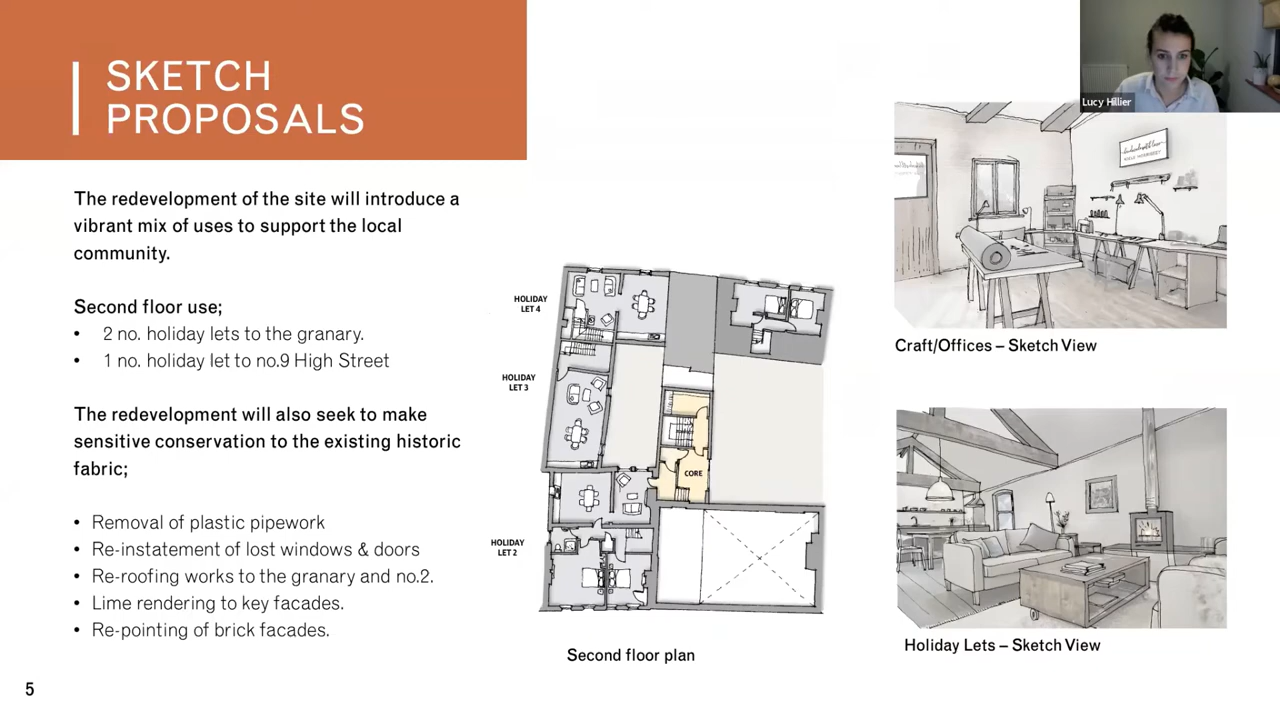 SKETCH
PROPOSALS
Lucy Hillier
The redevelopment of the site will introduce a
vibrant mix of uses to support the local
community.
Second floor use;
• 2 no. holiday lets to the granary.
• 1 no. holiday let to no.9 High Street
The redevelopment will also seek to make
sensitive conservation to the existing historic
fabric;
• Removal of plastic pipework
• Re-instatement of lost windows & doors
• Re-roofing works to the granary and no.2.
• Lime rendering to key facades.
• Re-pointing of brick facades.
HOLIDAY
LET 4
HOLIDAY
LET 3
CORE
HOLIDAY
LET 2
Second floor plan
Craft/Offices – Sketch View
Holiday Lets – Sketch View
5